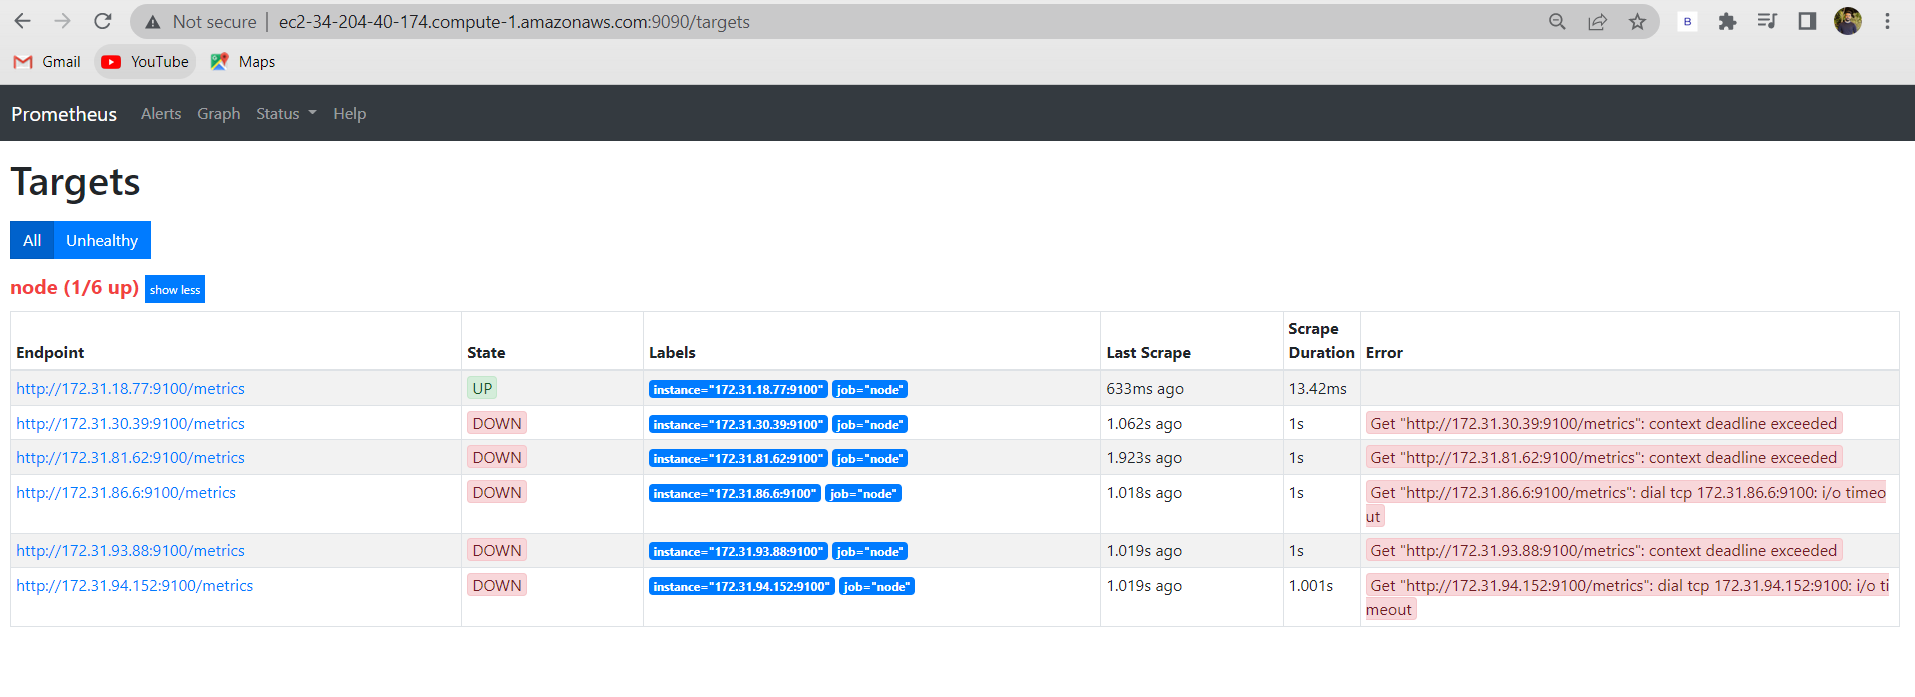 Not secure | ec2-34-204-40-174.compute-1.amazonaws.com:9090/targets
B
Gmail YouTube Maps
Prometheus Alerts Graph Status Help
Targets
All Unhealthy
node (1/6 up) show less
Endpoint State Labels Last Scrape Scrape Duration Error
http://172.31.18.77:9100/metrics UP instance="172.31.18.77:9100" job="node" 633ms ago 13.42ms
http://172.31.30.39:9100/metrics DOWN instance="172.31.30.39:9100" job="node" 1.062s ago 1s Get "http://172.31.30.39:9100/metrics": context deadline exceeded
http://172.31.81.62:9100/metrics DOWN instance="172.31.81.62:9100" job="node" 1.923s ago 1s Get "http://172.31.81.62:9100/metrics": context deadline exceeded
http://172.31.86.6:9100/metrics DOWN instance="172.31.86.6:9100" job="node" 1.018s ago 1s Get "http://172.31.86.6:9100/metrics": dial tcp 172.31.86.6:9100: i/o timeo
ut
http://172.31.93.88:9100/metrics DOWN instance="172.31.93.88:9100" job="node" 1.019s ago 1s Get "http://172.31.93.88:9100/metrics": context deadline exceeded
http://172.31.94.152:9100/metrics DOWN instance="172.31.94.152:9100" job="node" 1.019s ago 1.001s Get "http://172.31.94.152:9100/metrics": dial tcp 172.31.94.152:9100: i/o ti
meout